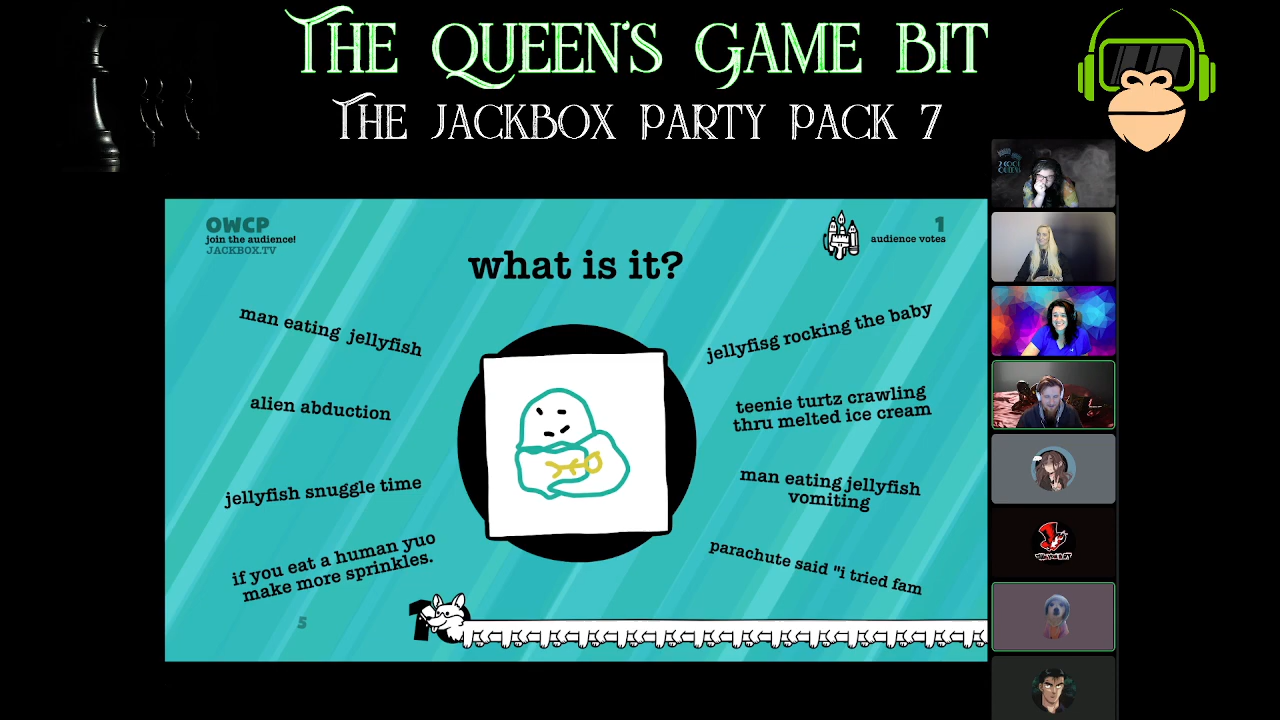 THE QUEEN'S GAME BIT
THE JACKBOX PARTY PACK 7
OWCP
join the audience!
JACKBOX.TV
1
audience votes
what is it?
man eating jellyfish
alien abduction
jellyfish snuggle time
if you eat a human yuo
make more sprinkles.
5
jellyfisg rocking the baby
teenie turtz crawling
thru melted ice cream
man eating jellyfish
vomiting
parachute said "i tried fam